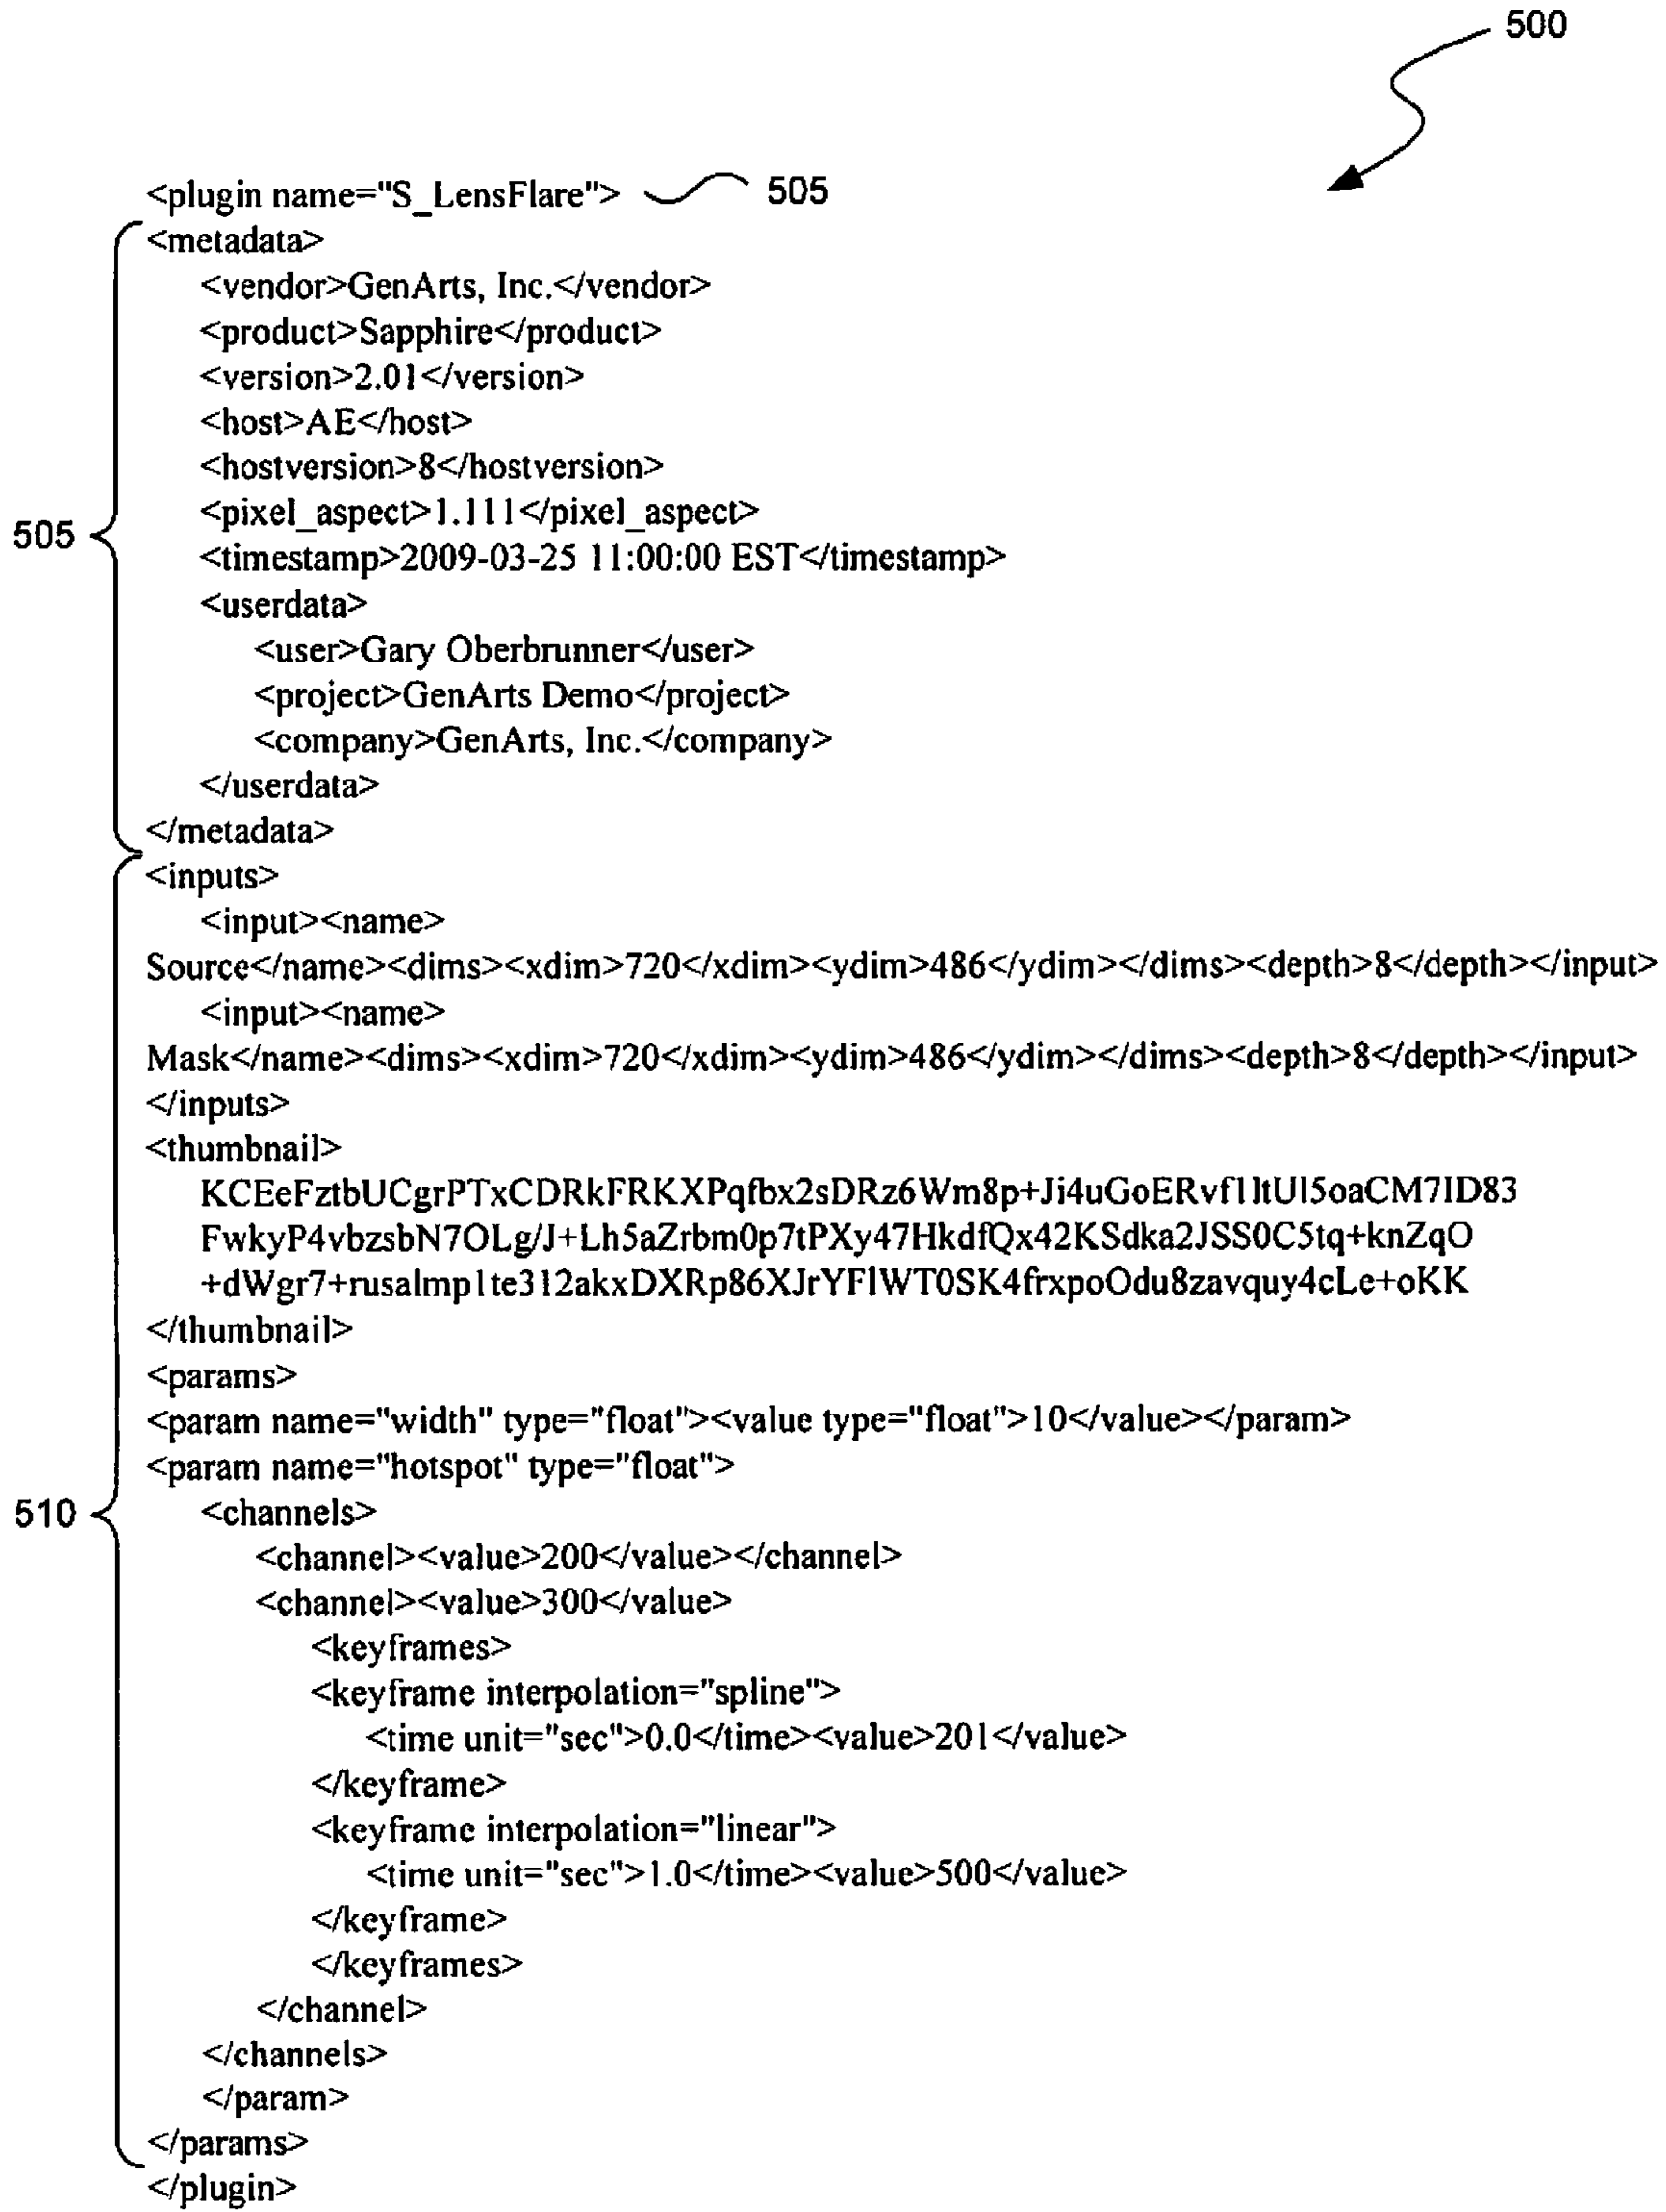 500
<plugin name="S_LensFlare"> 505
<metadata>
<vendor>GenArts, Inc.</vendor>
<product>Sapphire</product>
<version>2.01</version>
<host>AE</host>
<hostversion>8</hostversion>
<pixel_aspect>1.111</pixel_aspect>
505
<timestamp>2009-03-25 11:00:00 EST</timestamp>
<userdata>
<user>Gary Oberbrunner</user>
<project>GenArts Demo</project>
<company>GenArts, Inc.</company>
</userdata>
</metadata>
<inputs>
<input><name>
Source</name><dims><xdim>720</xdim><ydim>486</ydim></dims><depth>8</depth></input>
<input><name>
Mask</name><dims><xdim>720</xdim><ydim>486</ydim></dims><depth>8</depth></input>
</inputs>
<thumbnail>
KCEeFztbUCgrPTxCDRkFRKXPqfbx2sDRz6Wm8p+Ji4uGoERvf1ltUl5oaCM7ID83
FwkyP4vbzsbN7OLg/J+Lh5aZrbm0p7tPXy47HkdfQx42KSdka2JSS0C5tq+knZqO
+dWgr7+rusalmp1te312akxDXRp86XJrYFlWT0SK4frxpoOdu8zavquy4cLe+oKK
</thumbnail>
<params>
<param name="width" type="float"><value type="float">10</value></param>
<param name="hotspot" type="float">
510
<channels>
<channel><value>200</value></channel>
<channel><value>300</value>
<keyframes>
<keyframe interpolation="spline">
<time unit="sec">0.0</time><value>201</value>
</keyframe>
<keyframe interpolation="linear">
<time unit="sec">1.0</time><value>500</value>
</keyframe>
</keyframes>
</channel>
</channels>
</param>
</params>
</plugin>